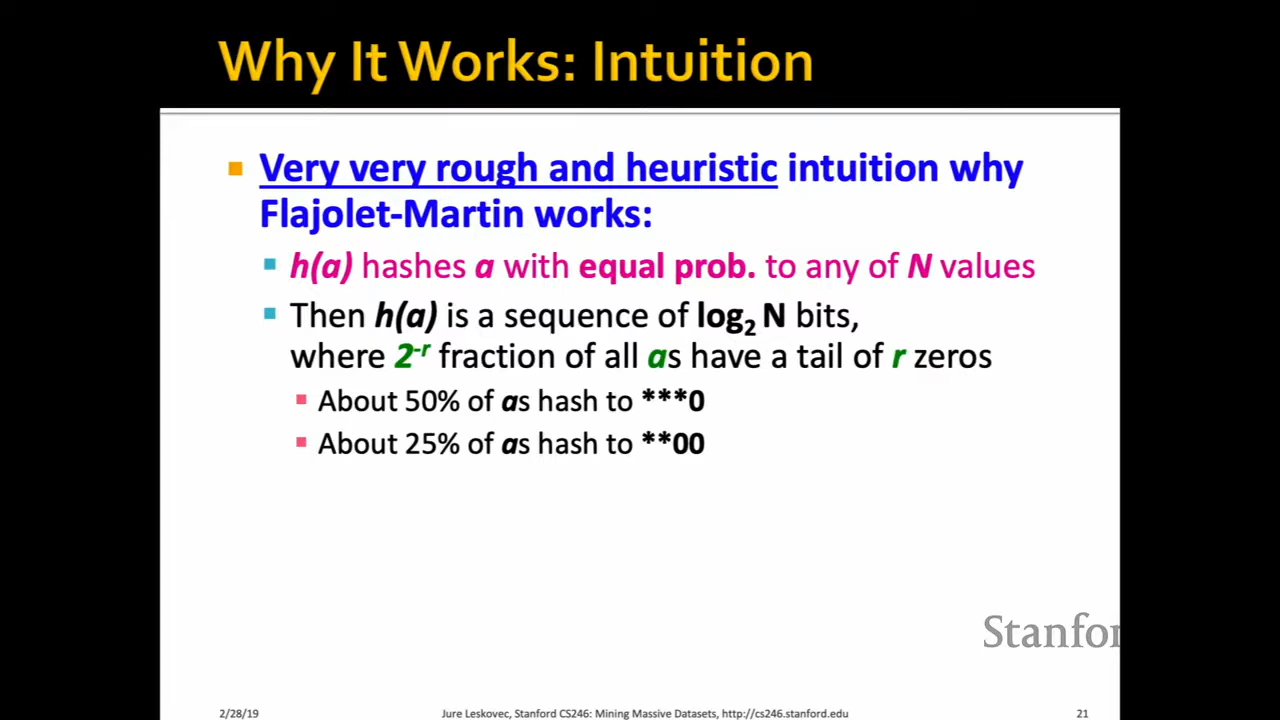 Why It Works: Intuition
Very very rough and heuristic intuition why
Flajolet-Martin works:
h(a) hashes a with equal prob. to any of N values
Then h(a) is a sequence of log₂ N bits,
where 2⁻ʳ fraction of all as have a tail of r zeros
About 50% of as hash to ***0
About 25% of as hash to **00
Stanfor
2/28/19 Jure Leskovec, Stanford CS246: Mining Massive Datasets, http://cs246.stanford.edu 21